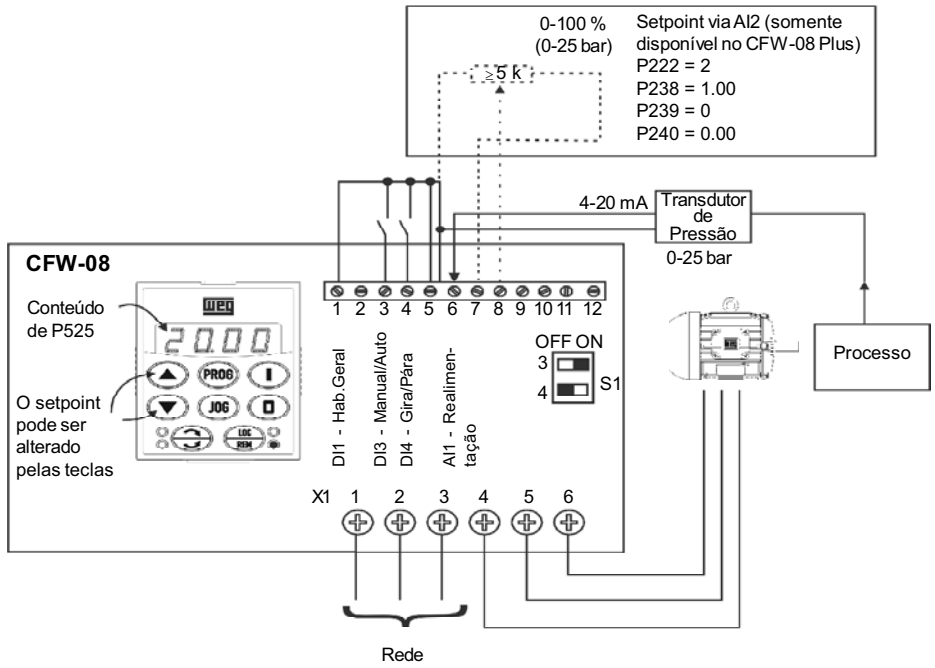 0-100 %
(0-25 bar)
Setpoint via AI2 (somente
disponível no CFW-08 Plus)
P222 = 2
P238 = 1.00
P239 = 0
P240 = 0.00
≥5 k
4-20 mA
Transdutor
de
Pressão
0-25 bar
CFW-08
Conteúdo
de P525
WEG
20.00
PROG
I
JOG
0
LOC
REM
O setpoint
pode ser
alterado
pelas teclas
1 2 3 4 5 6 7 8 9 10 11 12
DI1 - Hab.Geral
DI3 - Manual/Auto
DI4 - Gira/Pára
AI1 - Realimen-
tação
OFF ON
3
4
S1
Processo
X1 1 2 3 4 5 6
Rede